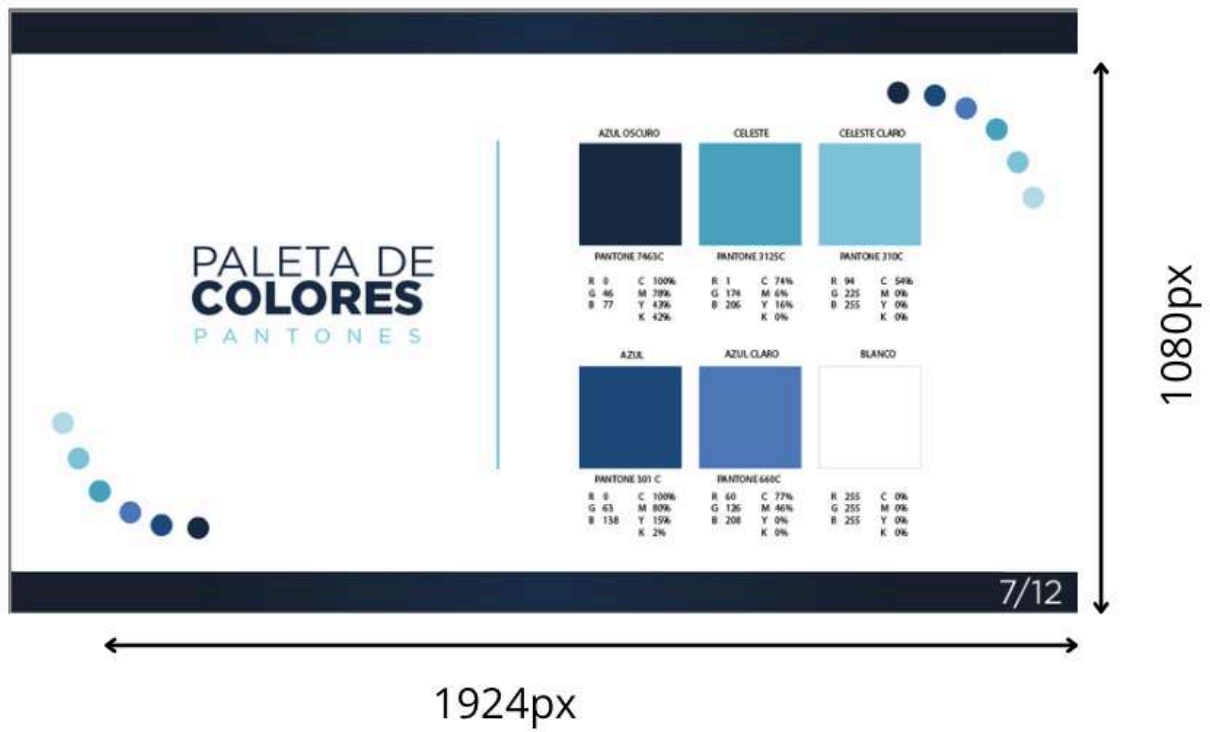 PALETA DE
COLORES
PANTONES
AZUL OSCURO
PANTONE 7463C
R 0 C 100%
G 46 M 78%
B 77 Y 43%
K 42%
CELESTE
PANTONE 3125C
R 1 C 74%
G 174 M 6%
B 206 Y 16%
K 0%
CELESTE CLARO
PANTONE 310C
R 94 C 54%
G 225 M 0%
B 255 Y 0%
K 0%
AZUL
PANTONE 301 C
R 0 C 100%
G 63 M 80%
B 138 Y 15%
K 2%
AZUL CLARO
PANTONE 660C
R 60 C 77%
G 126 M 46%
B 208 Y 0%
K 0%
BLANCO
R 255 C 0%
G 255 M 0%
B 255 Y 0%
K 0%
7/12
1080px
1924px